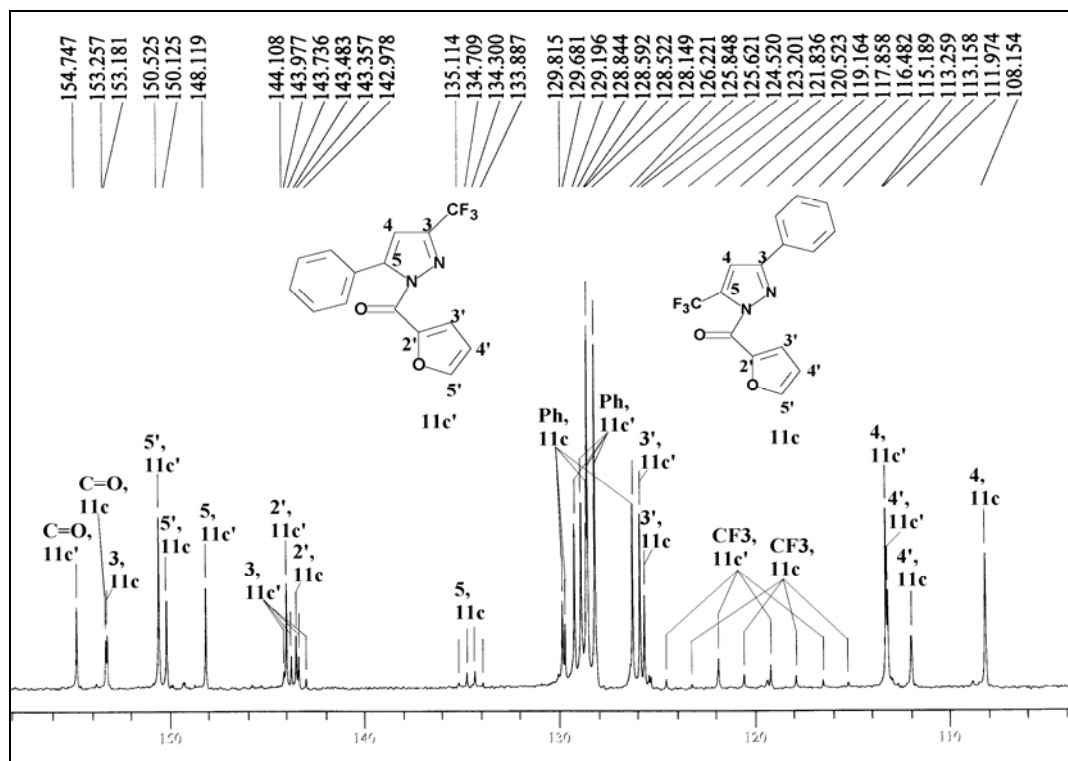 154.747
153.257
153.181
150.525
150.125
148.119
144.108
143.977
143.736
143.483
143.357
142.978
135.114
134.709
134.300
133.887
129.815
129.681
129.196
128.844
128.592
128.522
128.149
126.221
125.848
125.621
124.520
123.201
121.836
120.523
119.164
117.858
116.482
115.189
113.259
113.158
111.974
108.154
CF3
4
3
5
N
N
O
2'
3'
4'
O
5'
11c'
4
3
F3C
5
N
N
O
2'
3'
4'
O
5'
11c
C=O,
11c'
C=O,
11c
3,
11c
5',
11c'
5',
11c
5,
11c'
3,
11c'
2',
11c'
2',
11c
5,
11c
Ph,
11c
Ph,
11c'
3',
11c'
3',
11c
CF3,
11c'
CF3,
11c
4,
11c'
4',
11c'
4',
11c
4,
11c
150
140
130
120
110